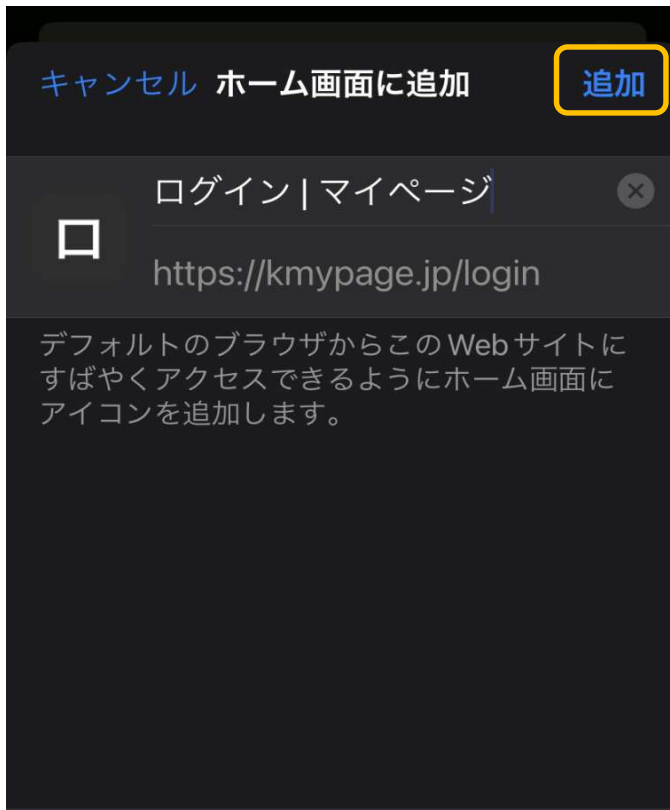 キャンセル ホーム画面に追加 追加
ログイン | マイページ
ロ
https://kmypage.jp/login
デフォルトのブラウザからこのWebサイトに
すばやくアクセスできるようにホーム画面に
アイコンを追加します。